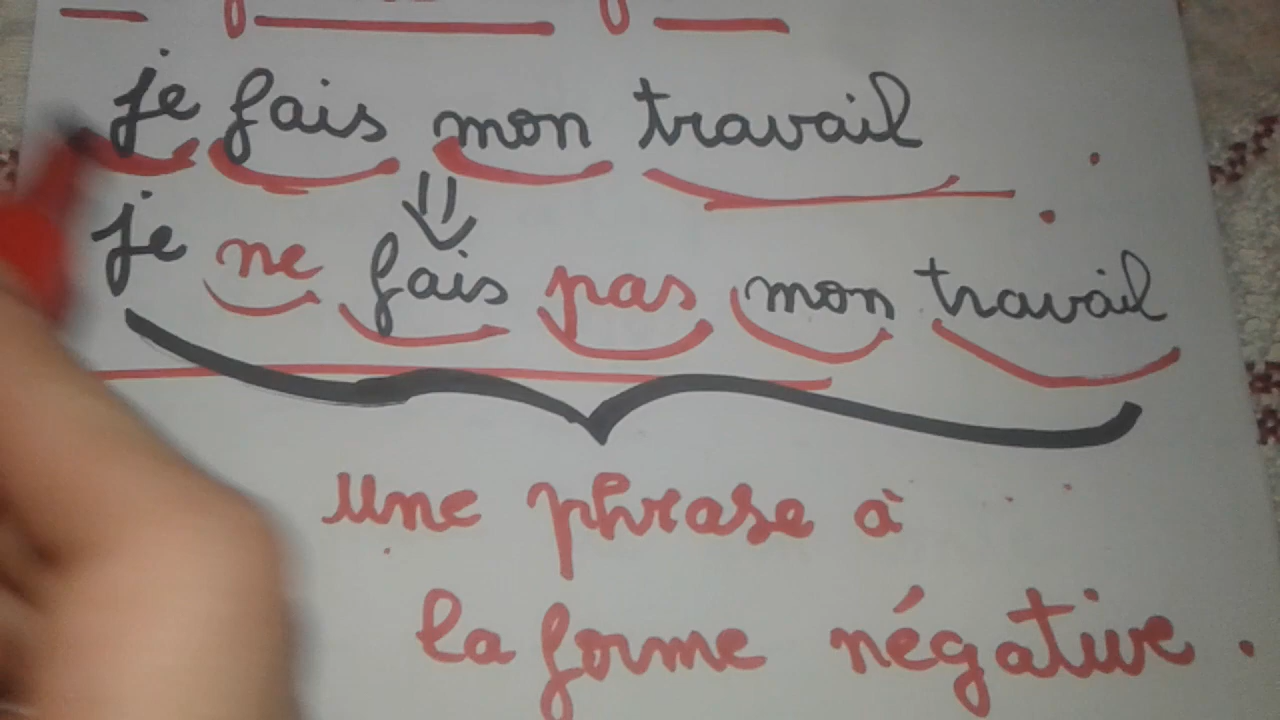 je fais mon travail
je ne fais pas mon travail
une phrase à
la forme négative.